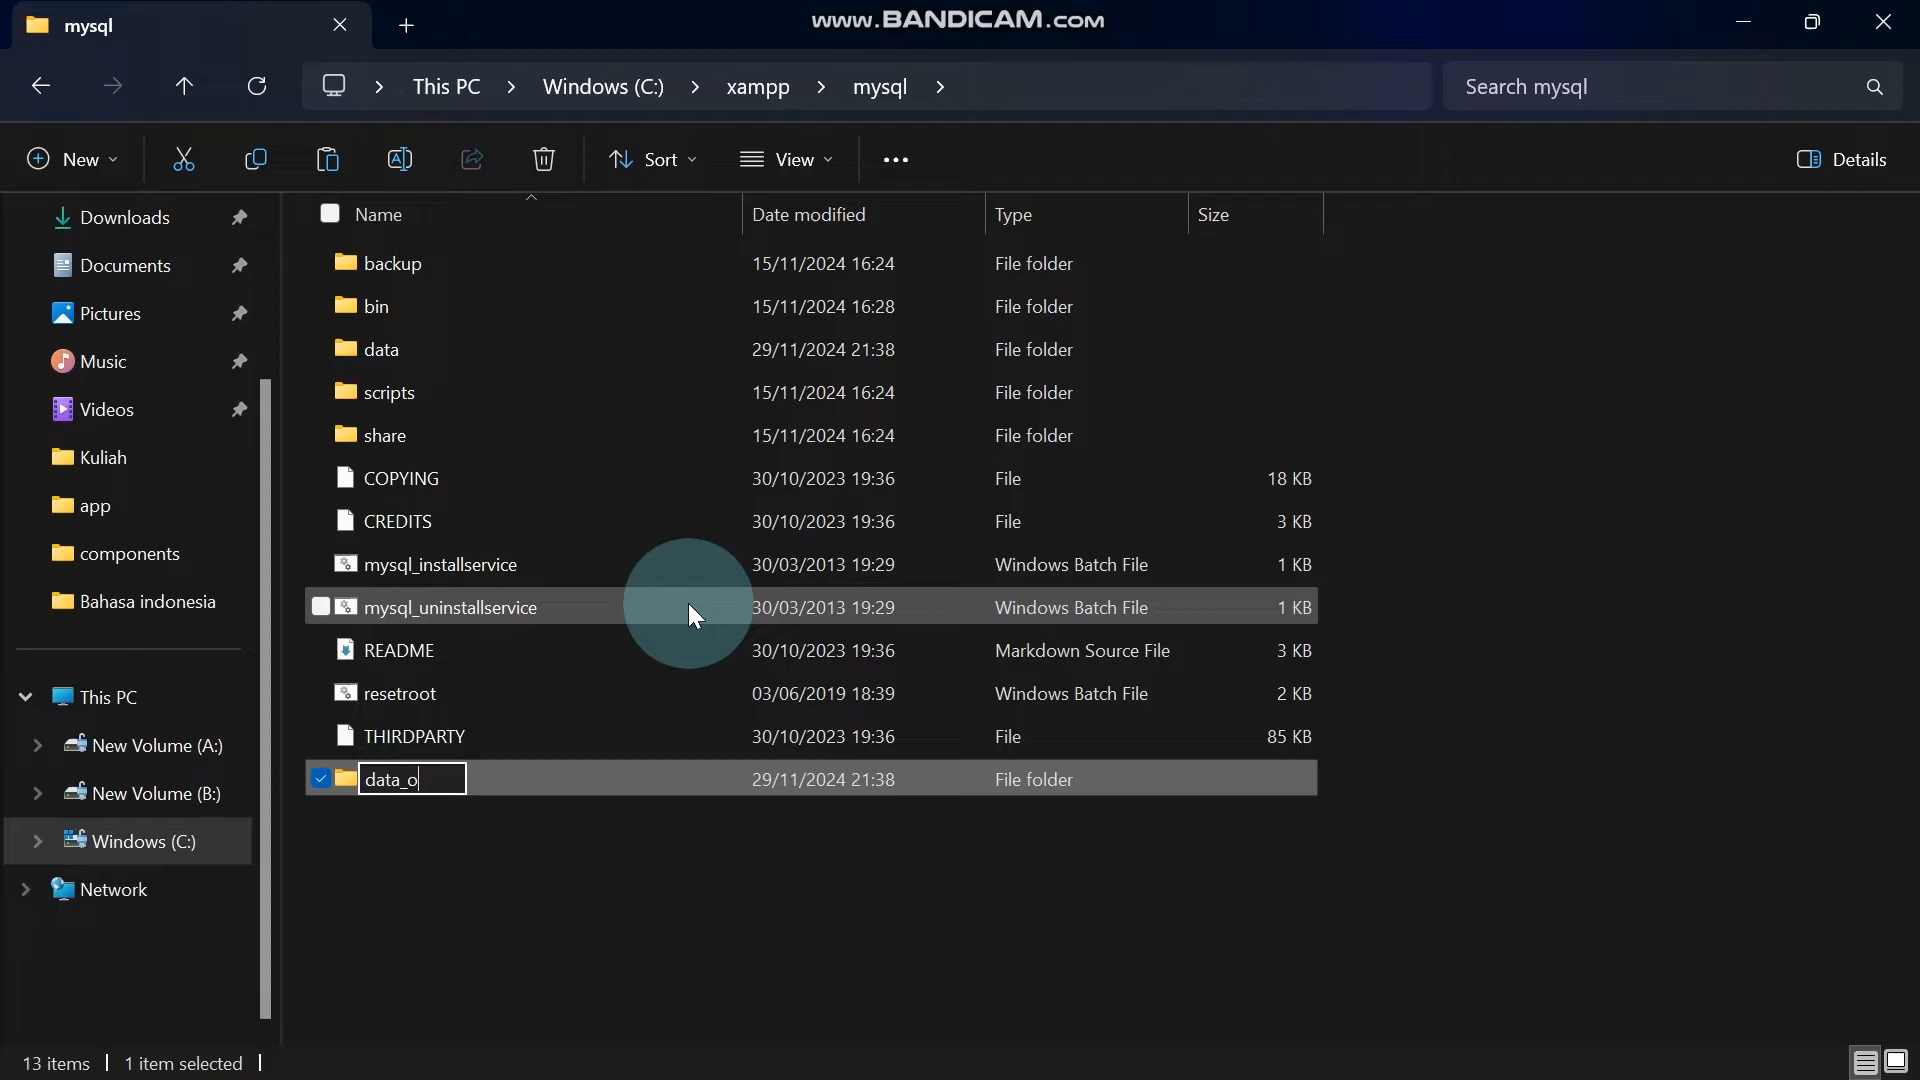 mysql
www.BANDICAM.com
This PC > Windows (C:) > xampp > mysql >
Search mysql
New
Sort
View
Details
Downloads
Documents
Pictures
Music
Videos
Kuliah
app
components
Bahasa indonesia
This PC
New Volume (A:)
New Volume (B:)
Windows (C:)
Network
Name Date modified Type Size
backup 15/11/2024 16:24 File folder
bin 15/11/2024 16:28 File folder
data 29/11/2024 21:38 File folder
scripts 15/11/2024 16:24 File folder
share 15/11/2024 16:24 File folder
COPYING 30/10/2023 19:36 File 18 KB
CREDITS 30/10/2023 19:36 File 3 KB
mysql_installservice 30/03/2013 19:29 Windows Batch File 1 KB
mysql_uninstallservice 30/03/2013 19:29 Windows Batch File 1 KB
README 30/10/2023 19:36 Markdown Source File 3 KB
resetroot 03/06/2019 18:39 Windows Batch File 2 KB
THIRDPARTY 30/10/2023 19:36 File 85 KB
data_o 29/11/2024 21:38 File folder
13 items 1 item selected